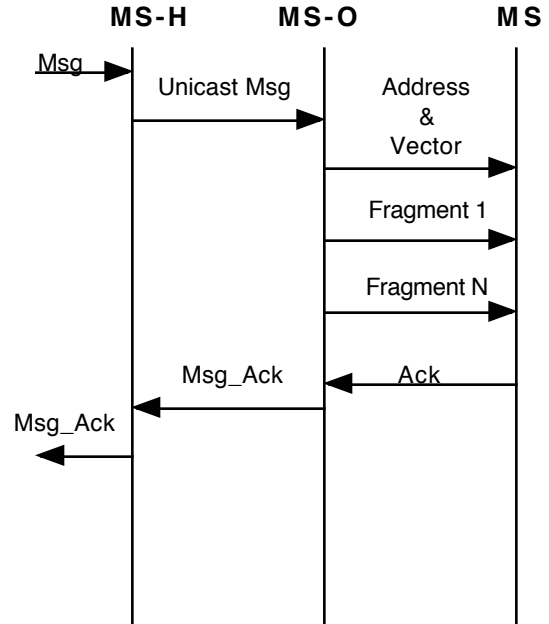 MS-H MS-O MS
Msg
Unicast Msg
Address
&
Vector
Fragment 1
Fragment N
Msg_Ack
Ack
Msg_Ack